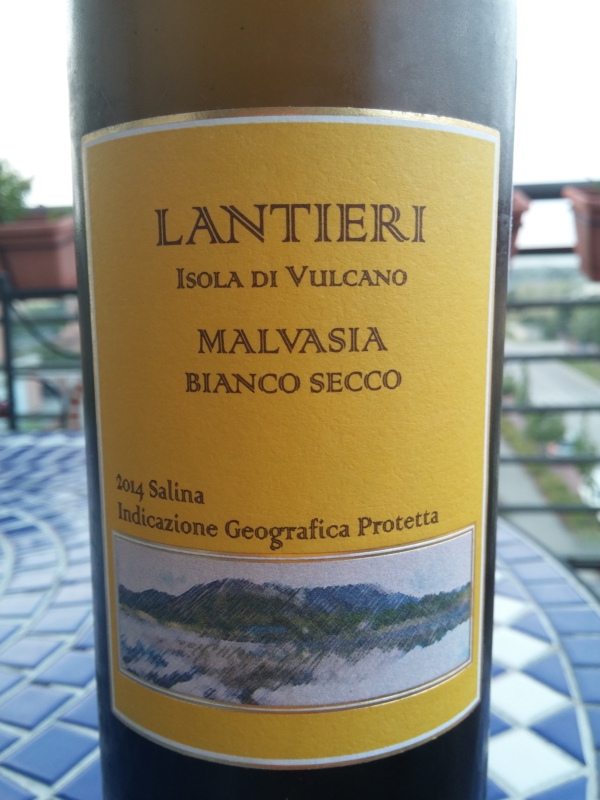 LANTIERI
ISOLA DI VULCANO
MALVASIA
BIANCO SECCO
2014 Salina
Indicazione Geografica Protetta